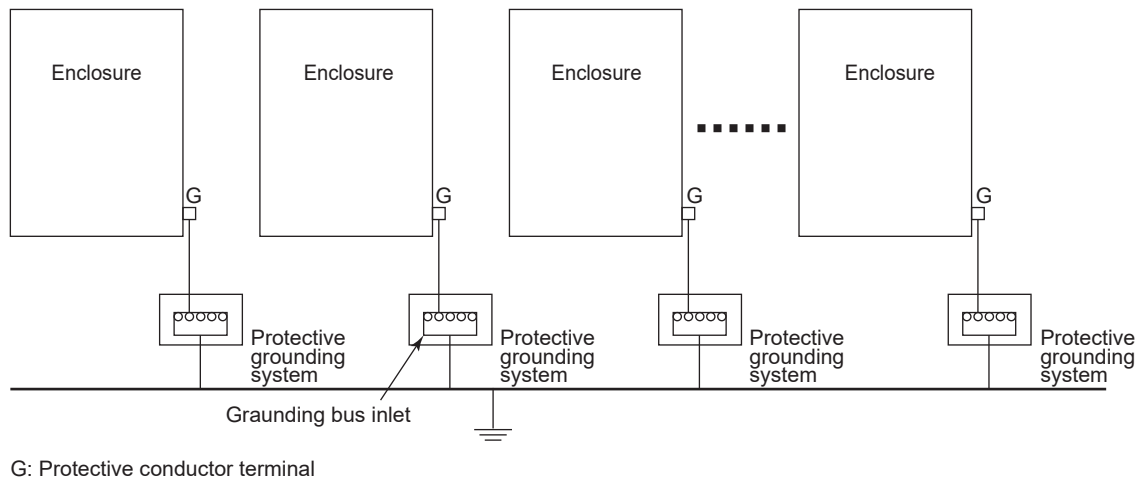 Enclosure
Enclosure
Enclosure
Enclosure
G
G
G
G
Protective
grounding
system
Protective
grounding
system
Protective
grounding
system
Protective
grounding
system
Graunding bus inlet
G: Protective conductor terminal